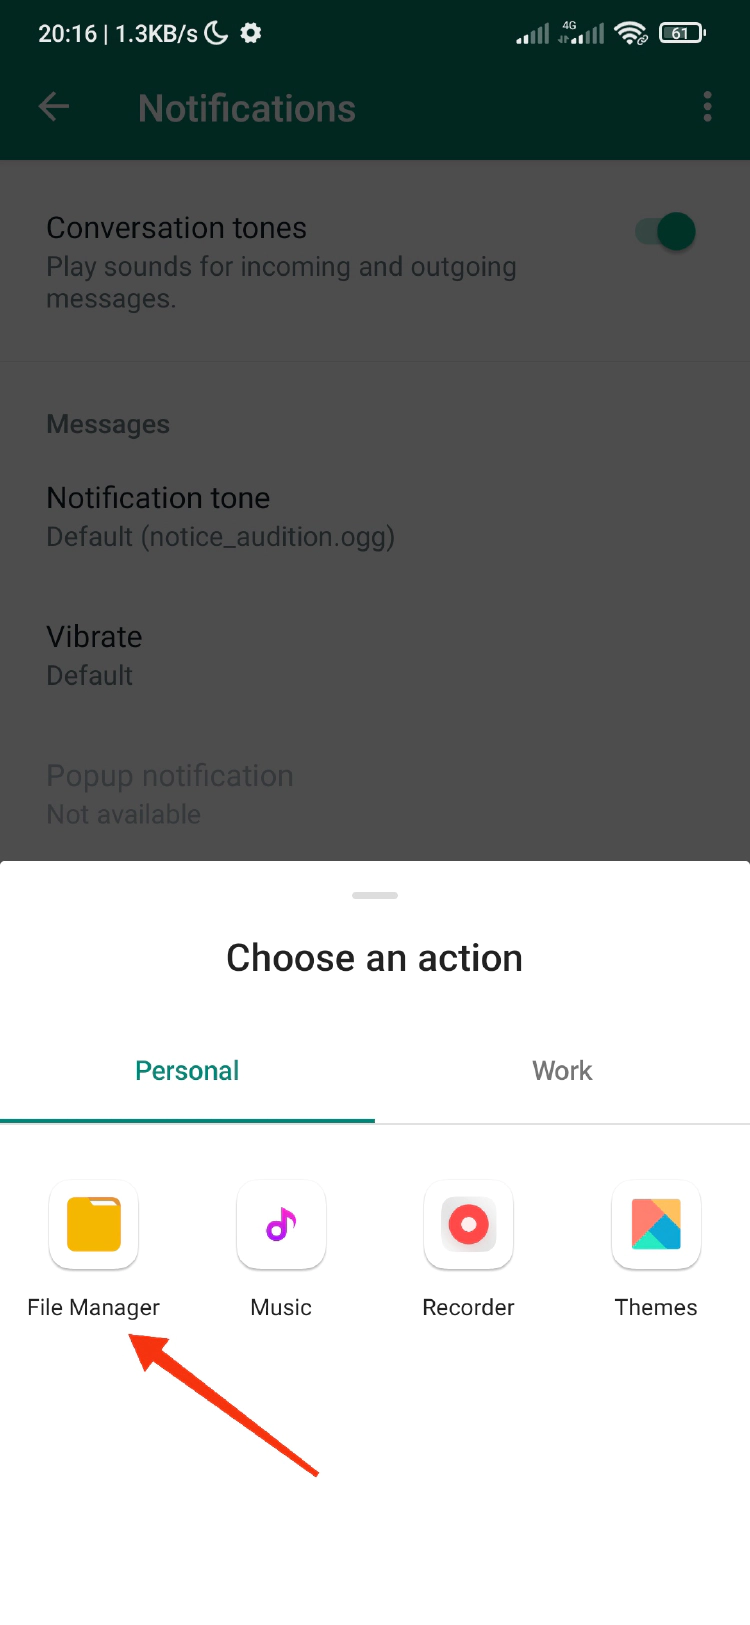 20:16 | 1.3KB/s 4G 61
Notifications
Conversation tones
Play sounds for incoming and outgoing
messages.
Messages
Notification tone
Default (notice_audition.ogg)
Vibrate
Default
Popup notification
Not available
Choose an action
Personal Work
File Manager Music Recorder Themes